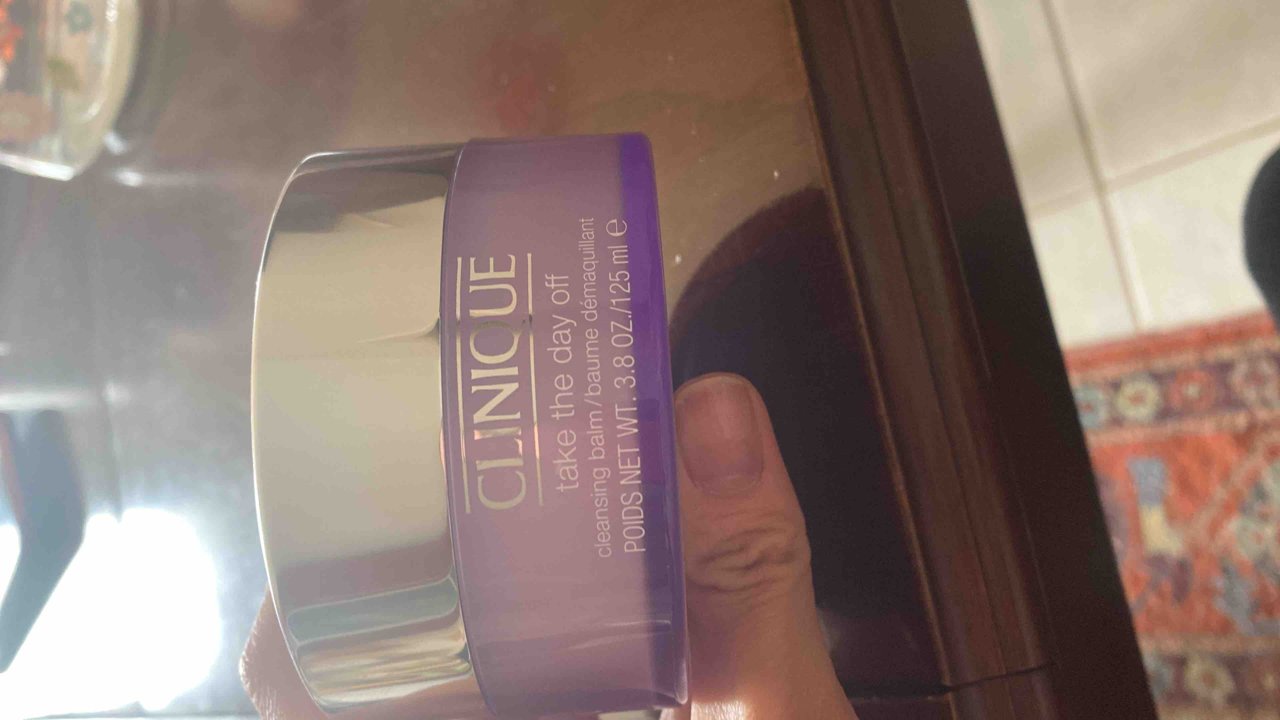 CLINIQUE
take the day off
cleansing balm/baume démaquillant
POIDS NET WT. 3.8 OZ./125 ml ℮